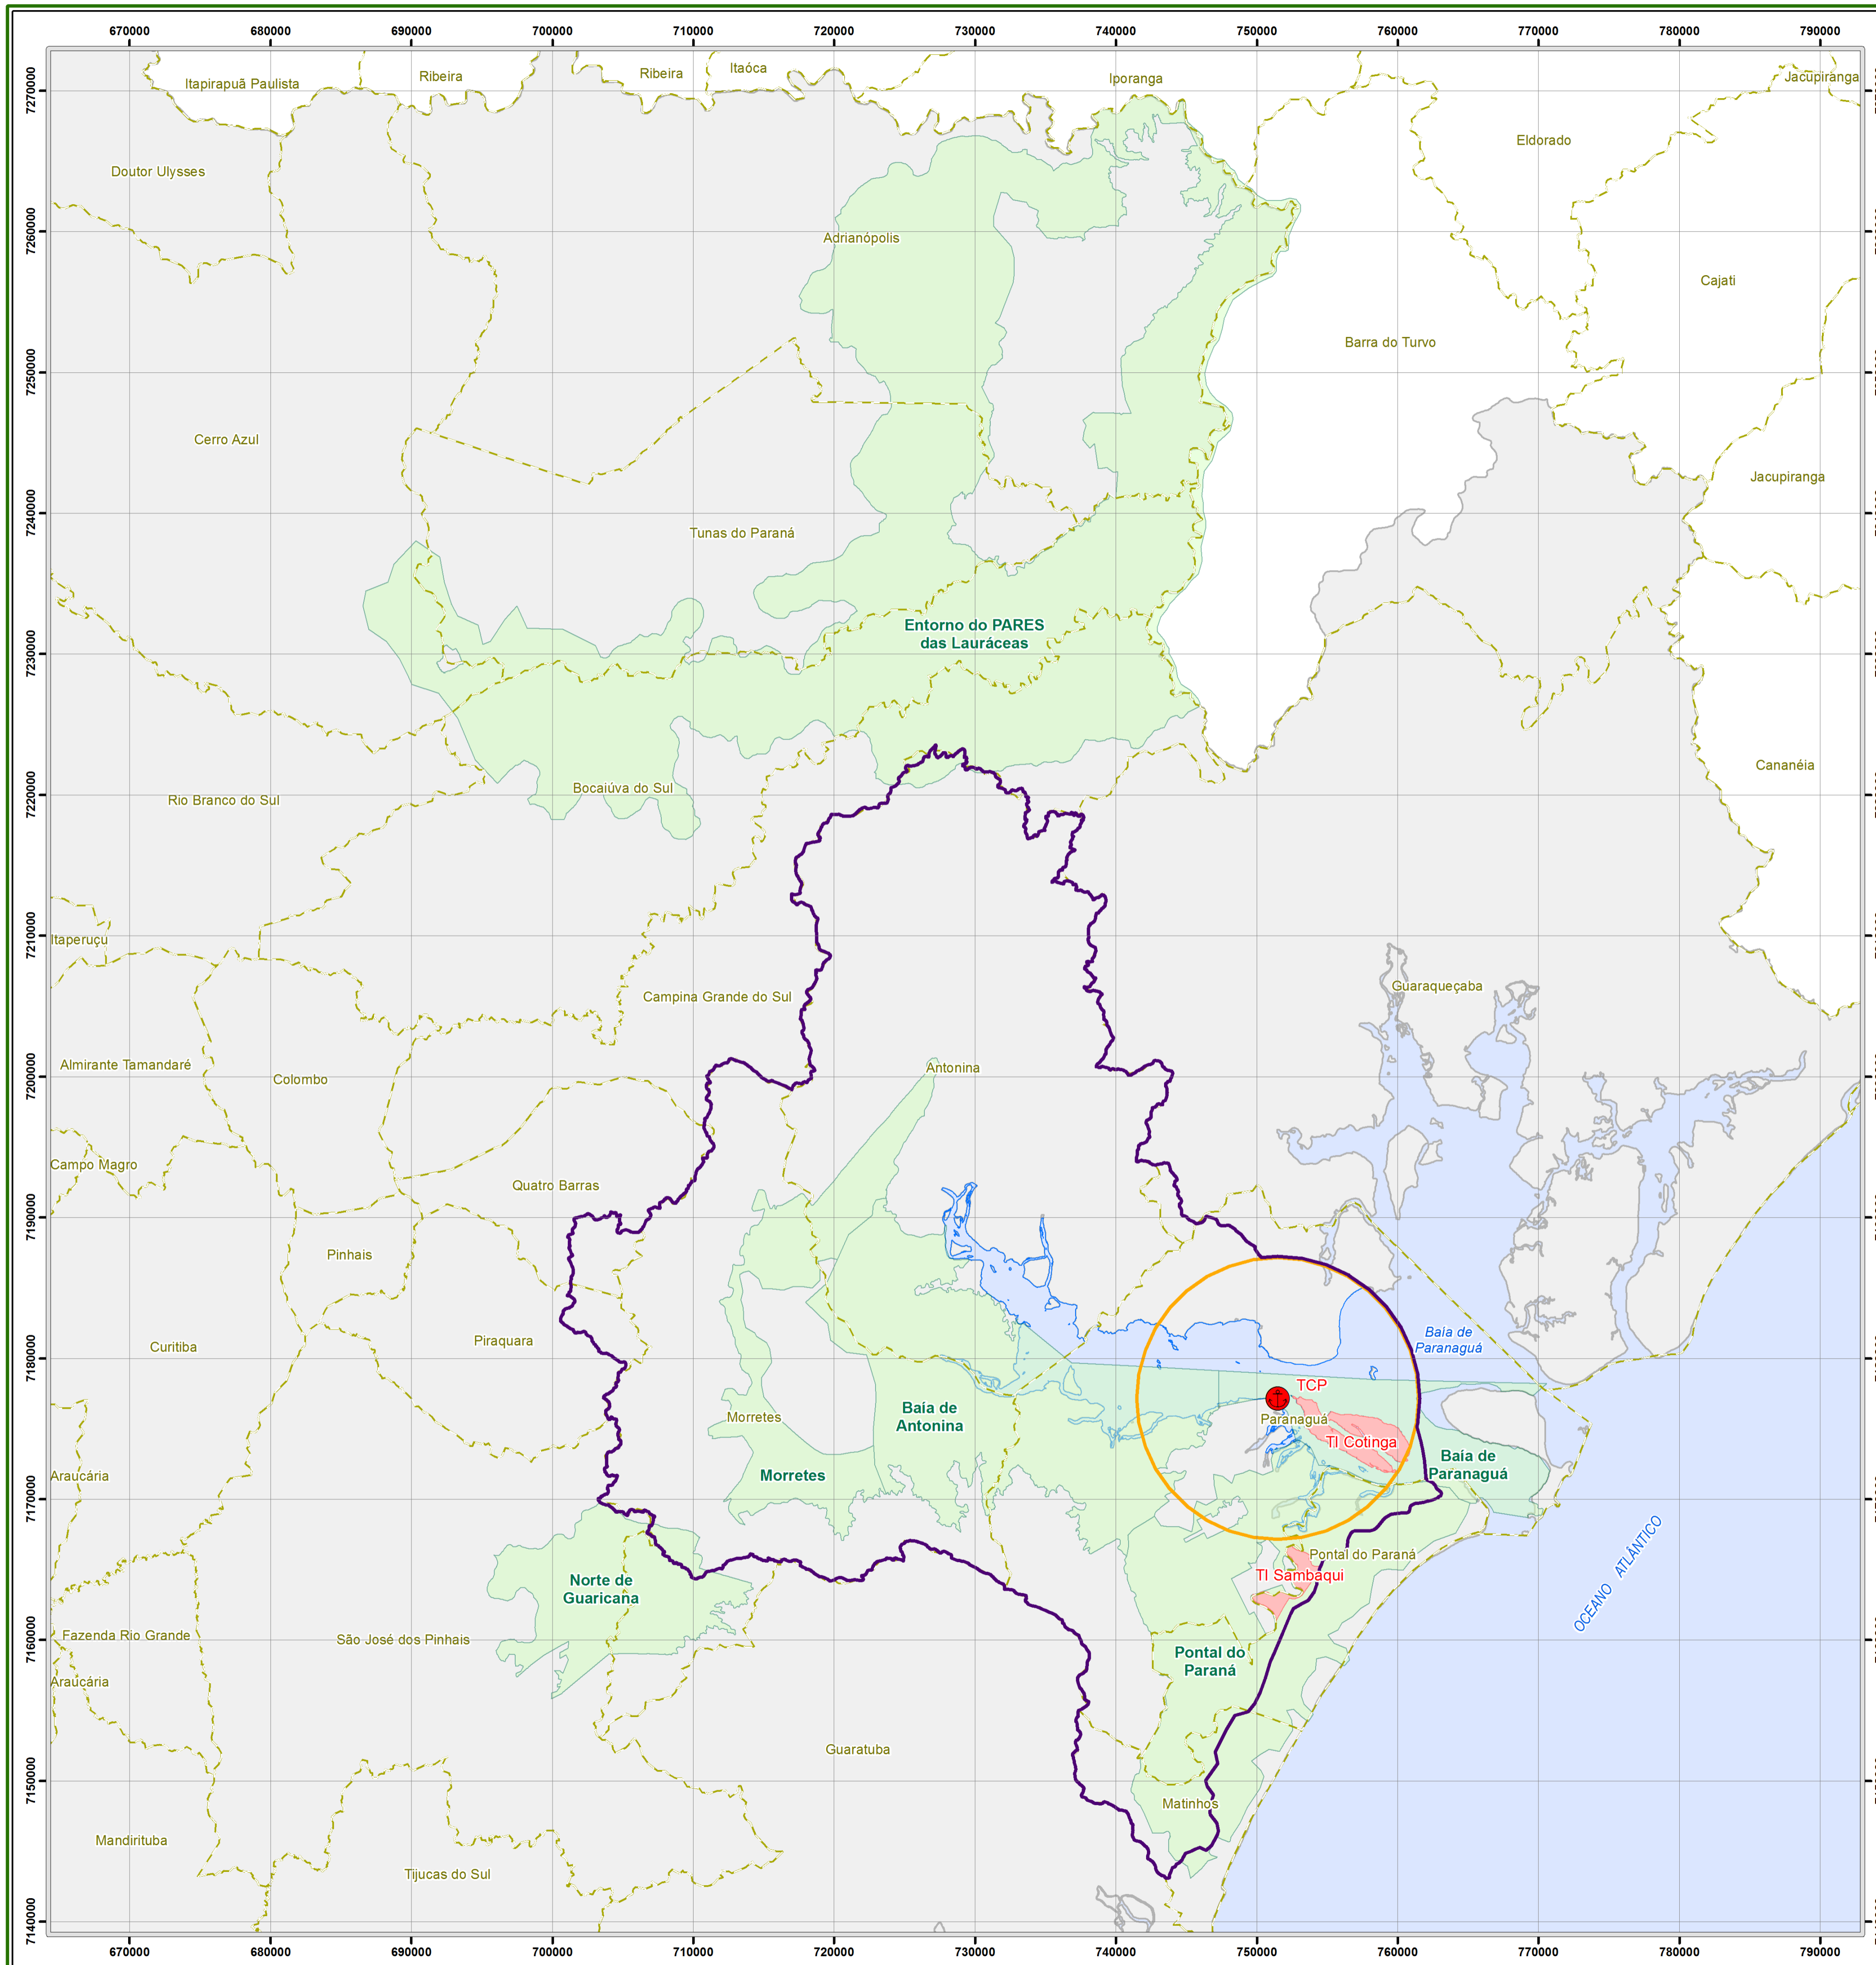 670000 680000 690000 700000 710000 720000 730000 740000 750000 760000 770000 780000 790000
Itapirapuã Paulista
Ribeira
Ribeira
Itaóca
Iporanga
Jacupiranga
7270000
Eldorado
Doutor Ulysses
7260000
Adrianópolis
Cajati
Barra do Turvo
7250000
Cerro Azul
Jacupiranga
7240000
Tunas do Paraná
Entorno do PARES
das Lauráceas
7230000
Cananéia
Bocaiúva do Sul
Rio Branco do Sul
7220000
Itaperuçu
7210000
Guaraqueçaba
Campina Grande do Sul
Almirante Tamandaré
Antonina
Colombo
7200000
Campo Magro
Quatro Barras
7190000
Pinhais
Curitiba
Piraquara
Baía de
Paranaguá
7180000
TCP
Baía de
Antonina
Morretes
Paranaguá
TI Cotinga
Baía de
Paranaguá
Morretes
Araucária
7170000
OCEANO ATLÂNTICO
Pontal do Paraná
TI Sambaqui
Norte de
Guaricana
Fazenda Rio Grande
São José dos Pinhais
7160000
Pontal do
Paraná
Araucária
Guaratuba
7150000
Matinhos
Mandirituba
Tijucas do Sul
7140000
670000 680000 690000 700000 710000 720000 730000 740000 750000 760000 770000 780000 790000